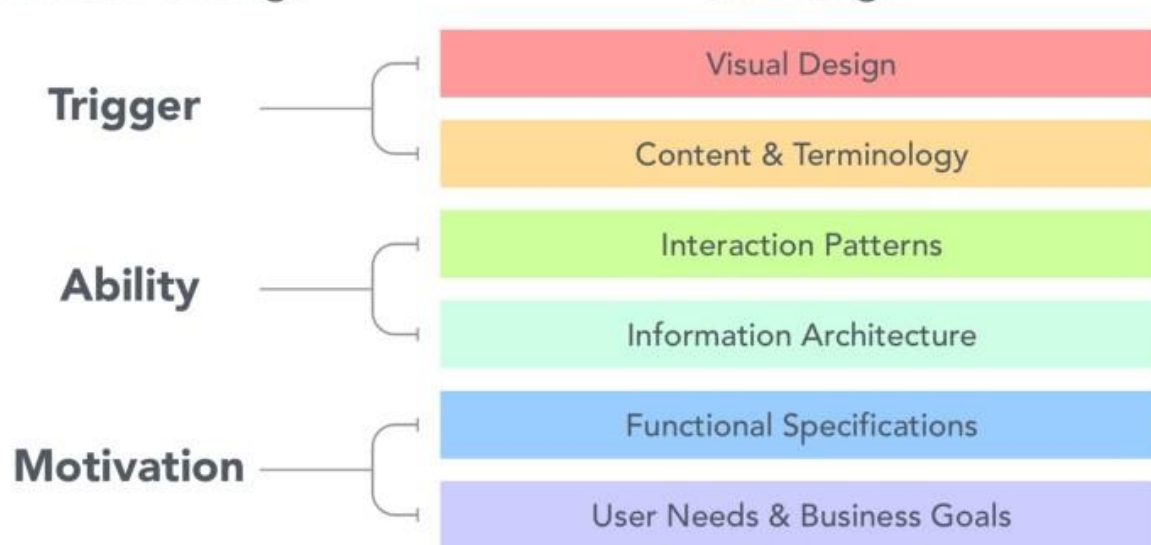 Trigger
Visual Design
Content & Terminology
Ability
Interaction Patterns
Information Architecture
Motivation
Functional Specifications
User Needs & Business Goals